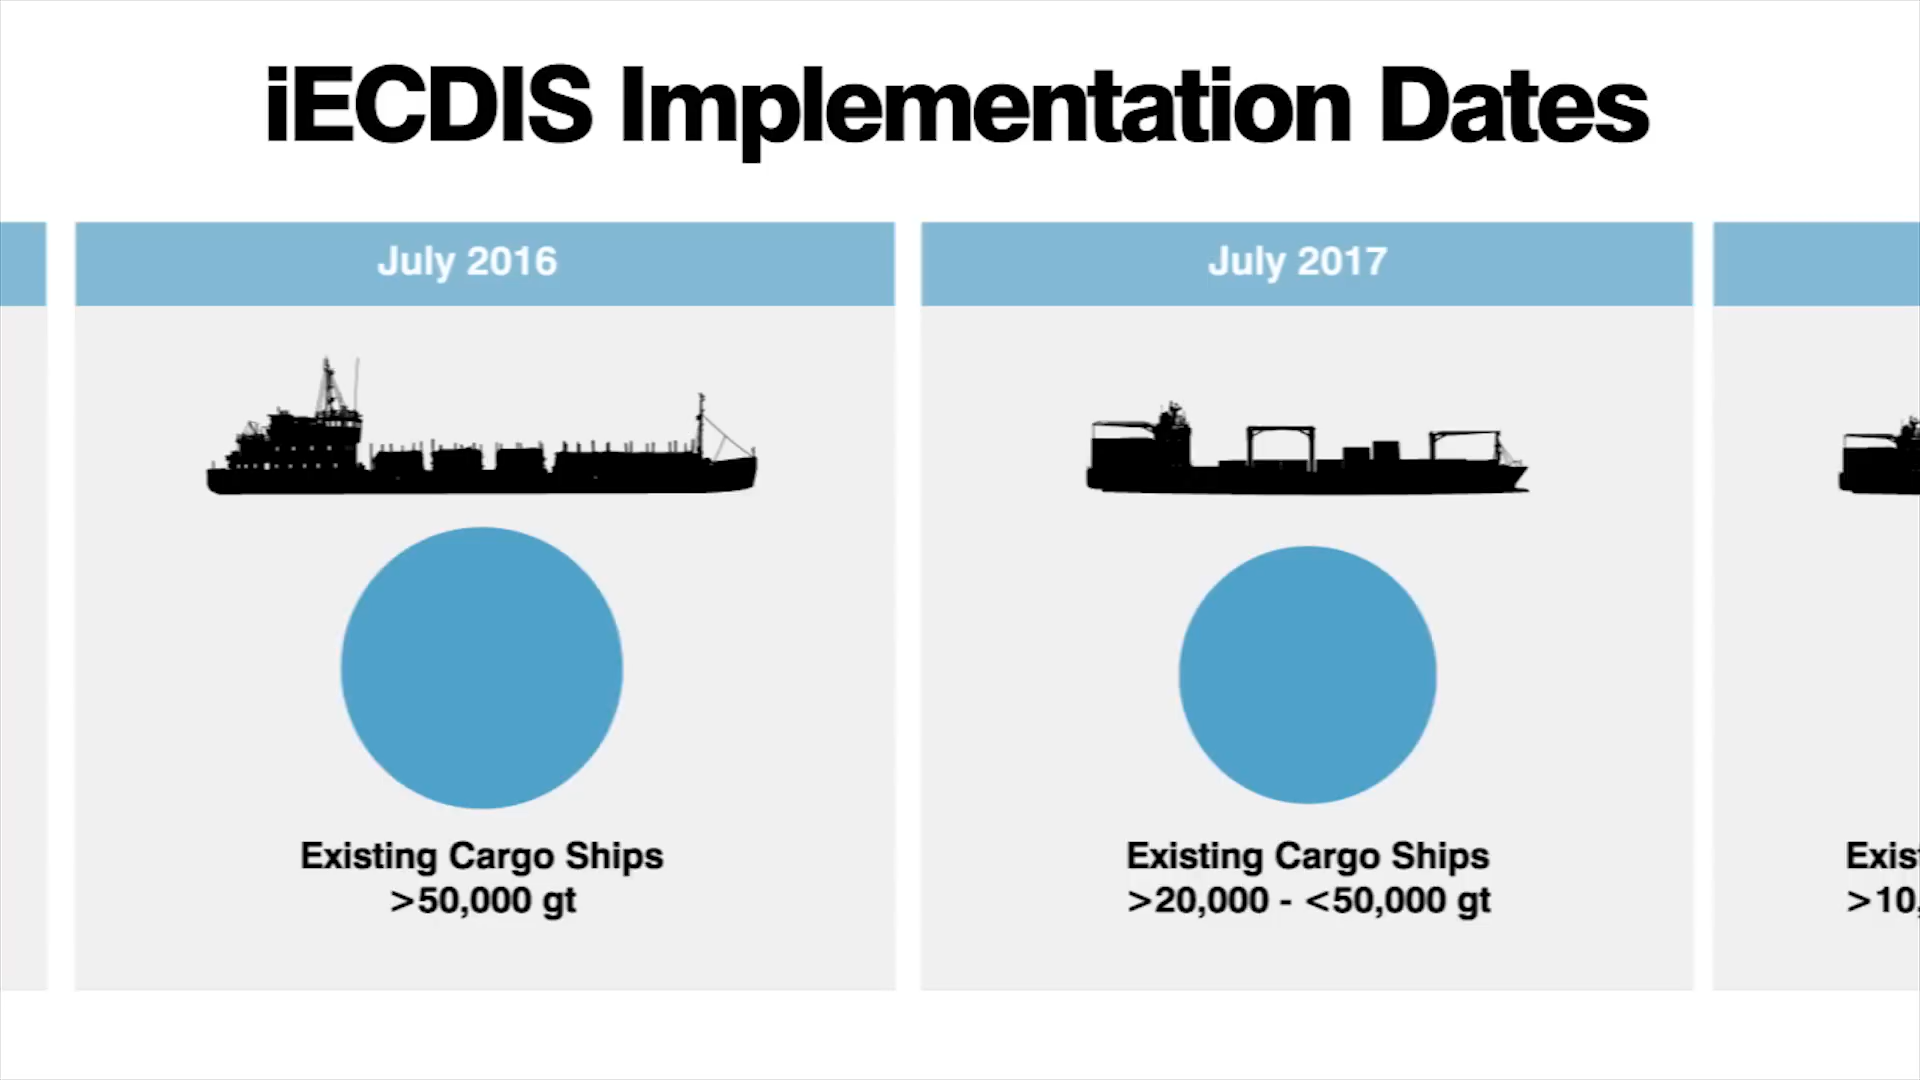 iECDIS Implementation Dates
July 2016
July 2017
Existing Cargo Ships
>50,000 gt
Existing Cargo Ships
>20,000 - <50,000 gt